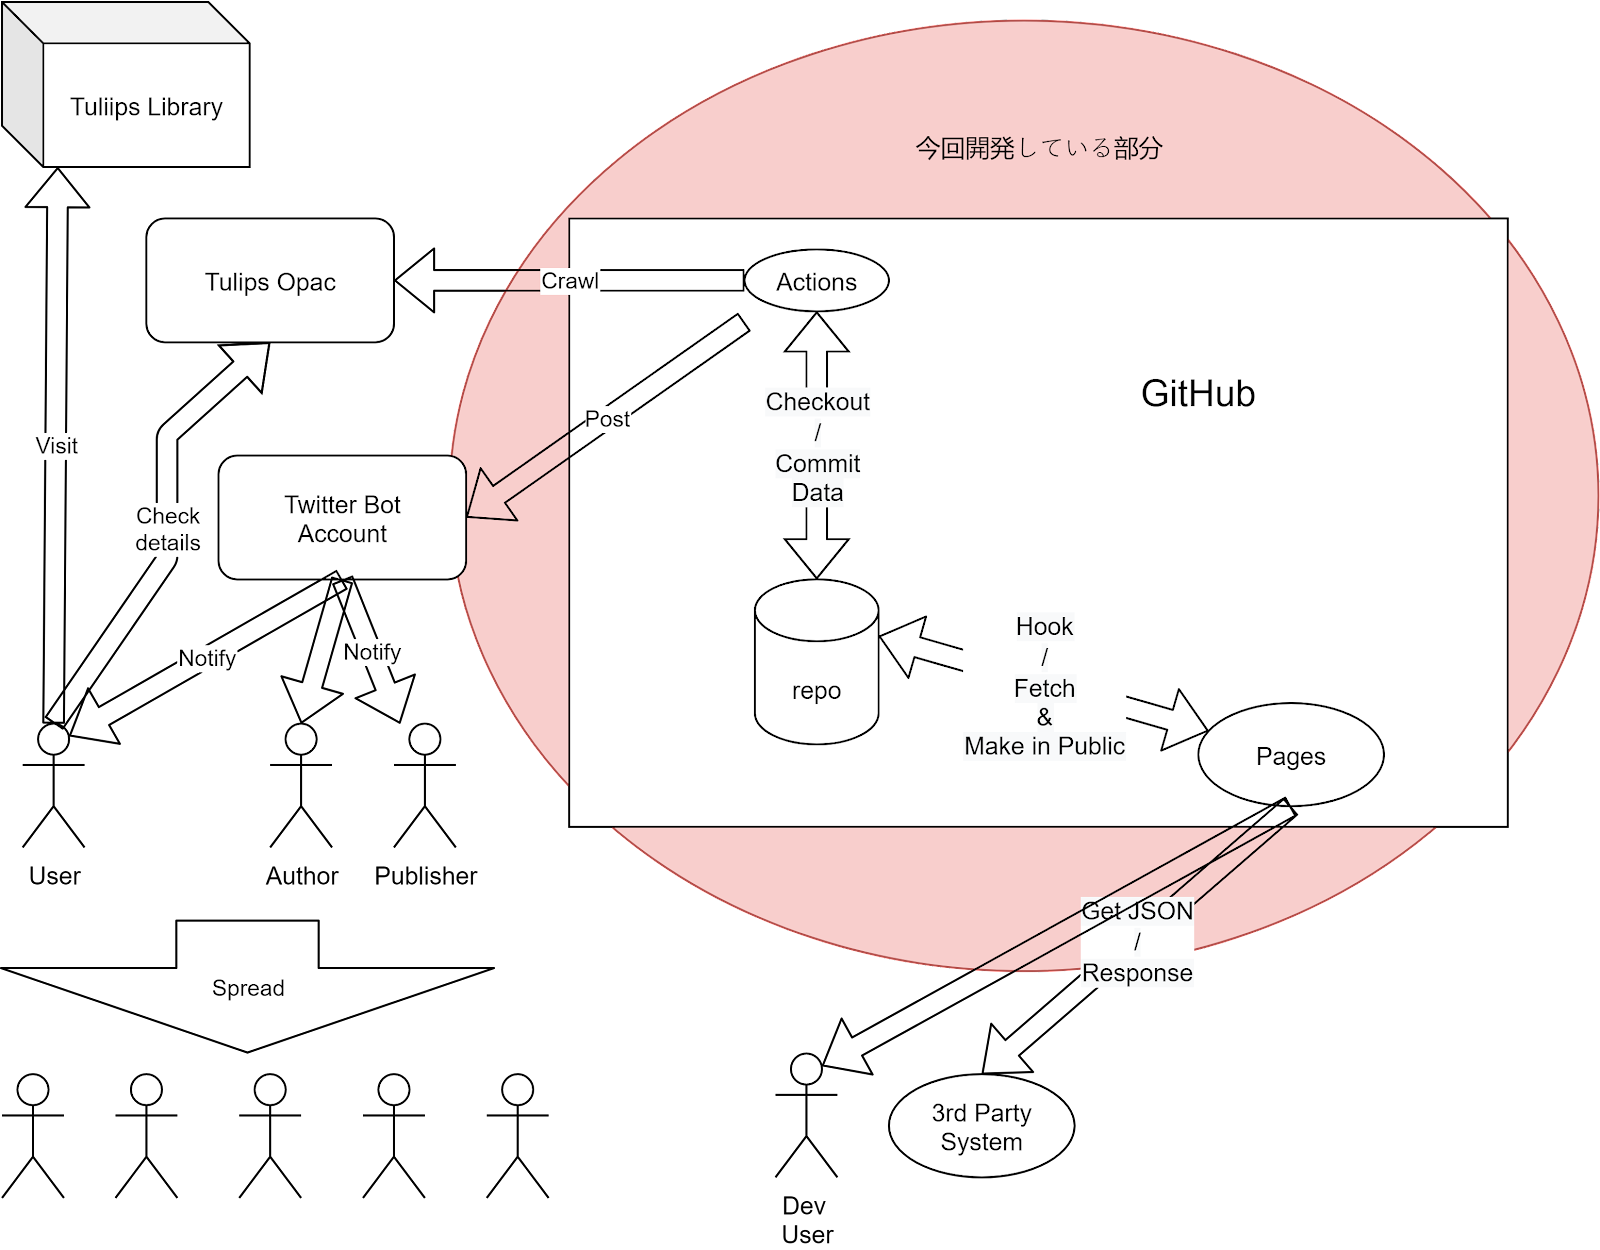 Tuliips Library
今回開発している部分
Tulips Opac
Crawl
Actions
GitHub
Checkout
/
Commit
Data
Post
Visit
Check
details
Twitter Bot
Account
Notify
Notify
Hook
/
Fetch
&
Make in Public
repo
Pages
User
Author
Publisher
Get JSON
/
Response
Spread
3rd Party
System
Dev
User